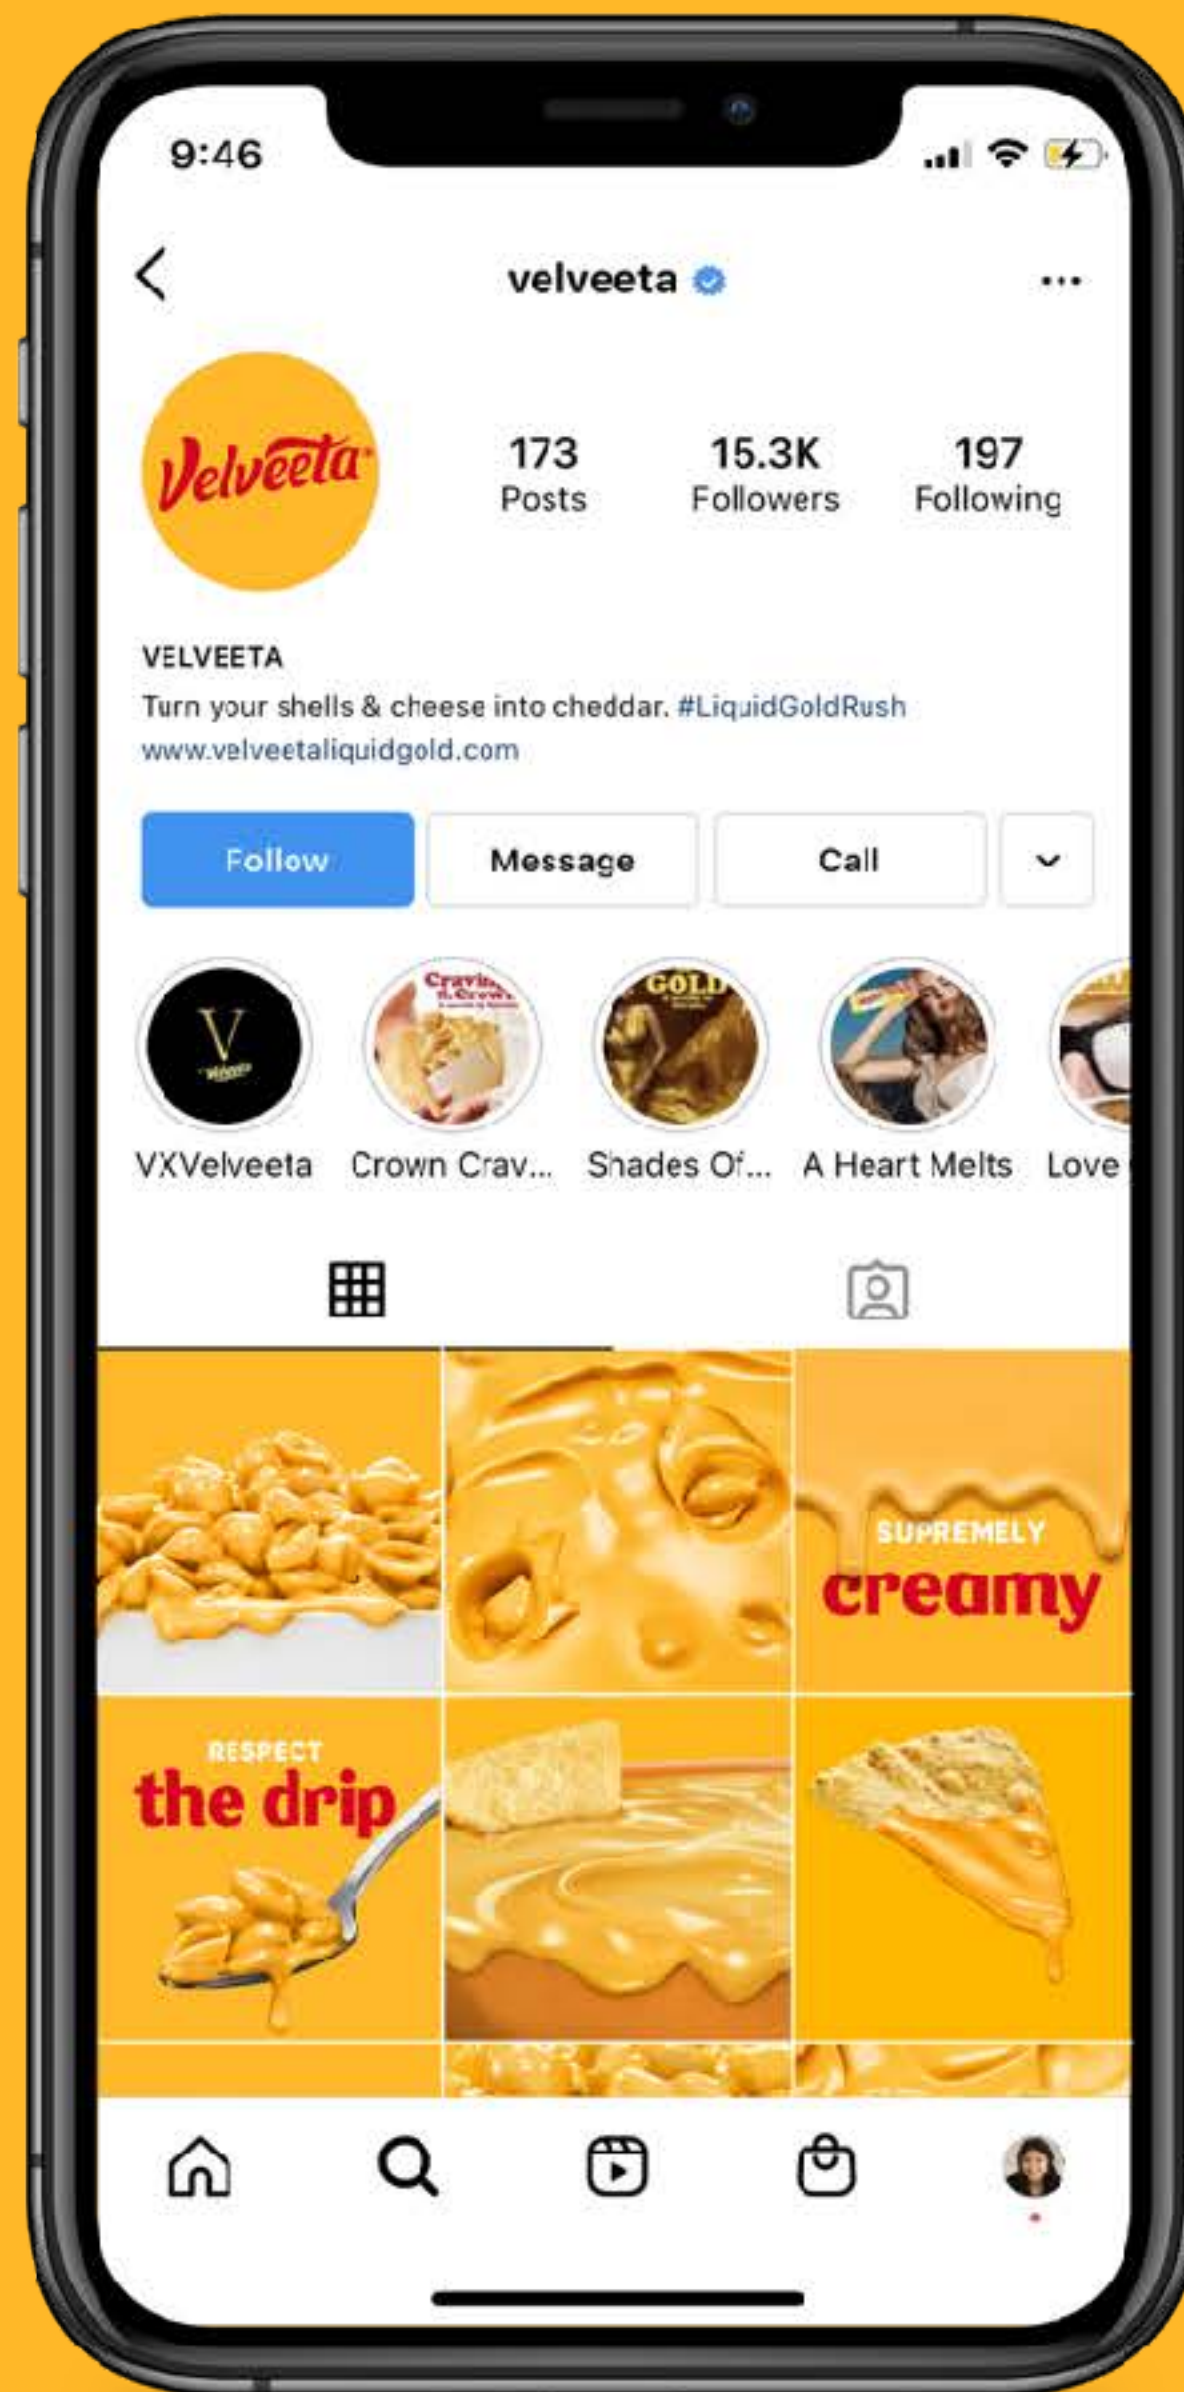 9:46
velveeta
Velveeta
173 15.3K 197
Posts Followers Following
VELVEETA
Turn your shells & cheese into cheddar. #LiquidGoldRush
www.velveetaliquidgold.com
Follow Message Call
V
Velveeta
GOLD
VXVelveeta Crown Crav... Shades Of... A Heart Melts Love
SUPREMELY
creamy
RESPECT
the drip